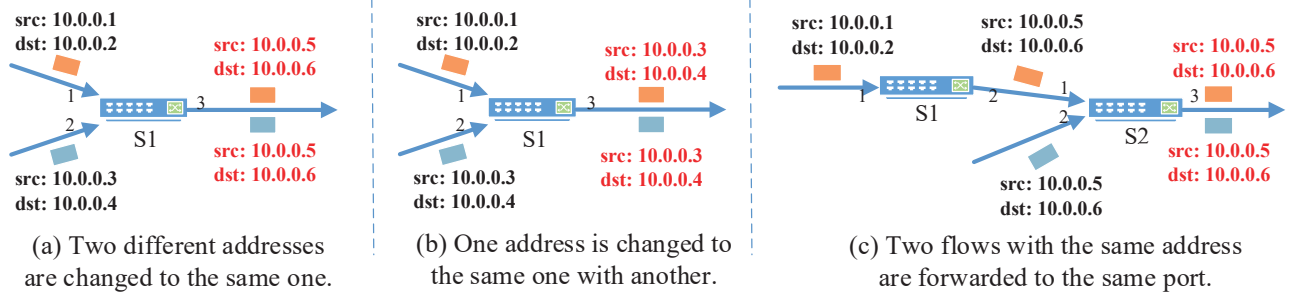 src: 10.0.0.1
dst: 10.0.0.2
src: 10.0.0.5
dst: 10.0.0.6
1
3
2
S1
src: 10.0.0.5
dst: 10.0.0.6
src: 10.0.0.3
dst: 10.0.0.4
(a) Two different addresses
are changed to the same one.
src: 10.0.0.1
dst: 10.0.0.2
src: 10.0.0.3
dst: 10.0.0.4
1
3
2
S1
src: 10.0.0.3
dst: 10.0.0.4
src: 10.0.0.3
dst: 10.0.0.4
(b) One address is changed to
the same one with another.
src: 10.0.0.1
dst: 10.0.0.2
src: 10.0.0.5
dst: 10.0.0.6
src: 10.0.0.5
dst: 10.0.0.6
1
2
S1
1
3
2
S2
src: 10.0.0.5
dst: 10.0.0.6
src: 10.0.0.5
dst: 10.0.0.6
(c) Two flows with the same address
are forwarded to the same port.